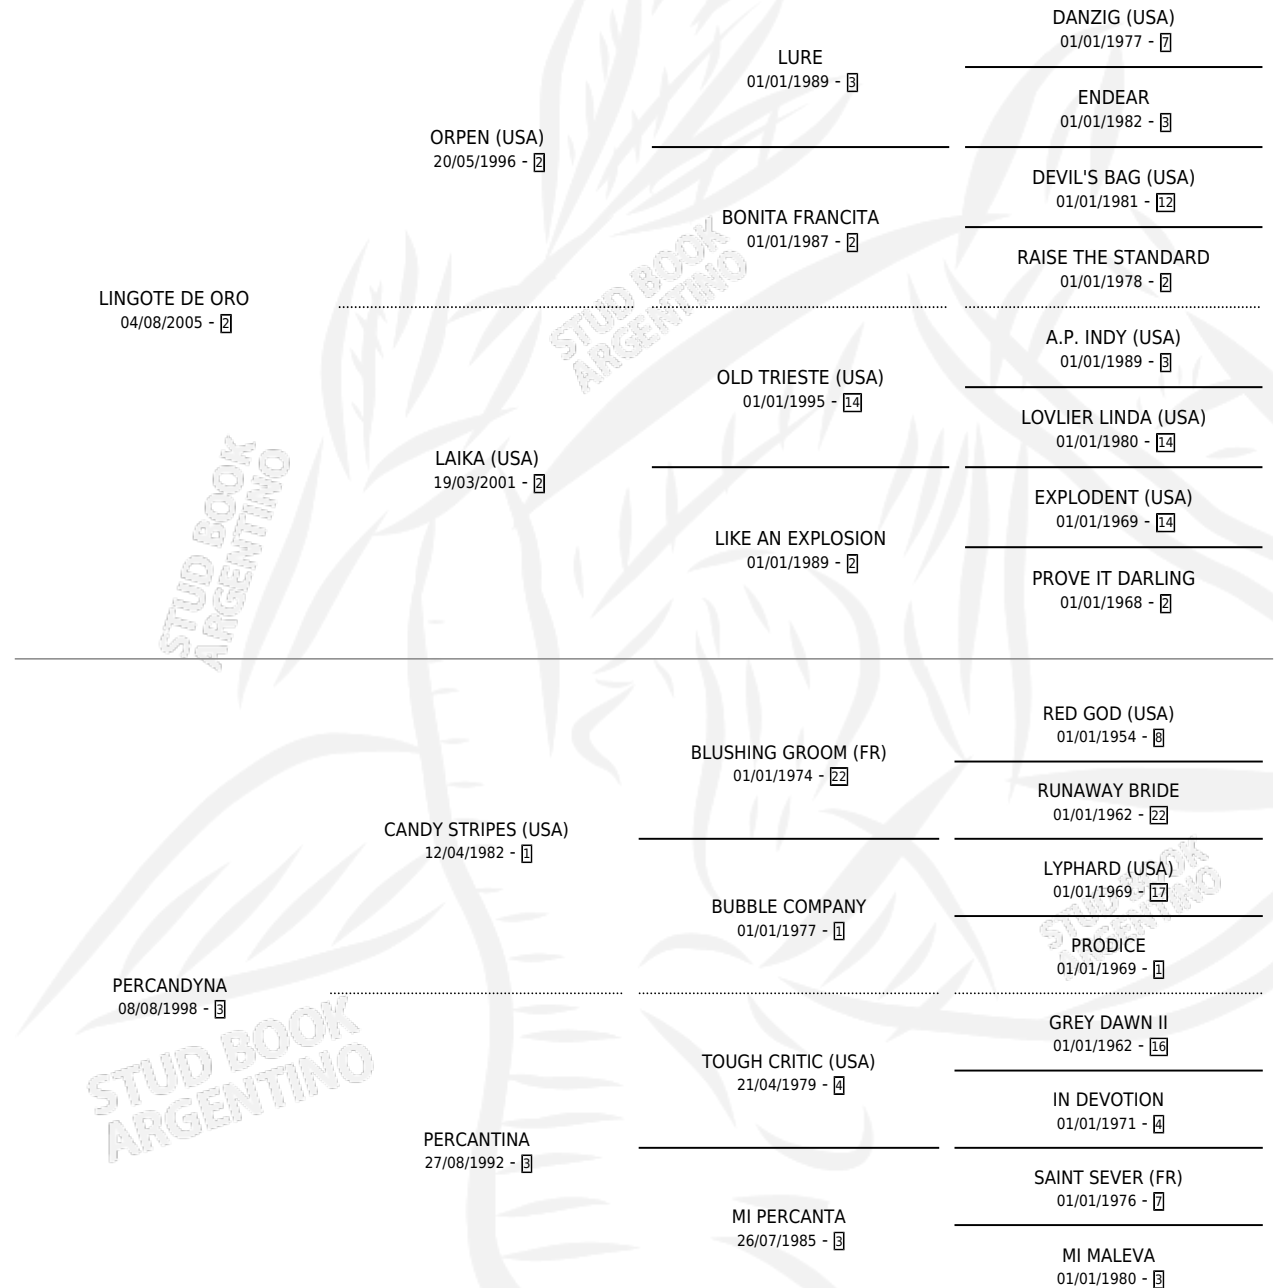 DANZIG (USA)
01/01/1977 - 7
LURE
01/01/1989 - 3
ENDEAR
01/01/1982 - 3
ORPEN (USA)
20/05/1996 - 2
DEVIL'S BAG (USA)
01/01/1981 - 12
BONITA FRANCITA
01/01/1987 - 2
RAISE THE STANDARD
01/01/1978 - 2
LINGOTE DE ORO
04/08/2005 - 2
STUD BOOK
ARGENTINO
A.P. INDY (USA)
01/01/1989 - 3
OLD TRIESTE (USA)
01/01/1995 - 14
LOVLIER LINDA (USA)
01/01/1980 - 14
LAIKA (USA)
19/03/2001 - 2
EXPLODENT (USA)
01/01/1969 - 14
LIKE AN EXPLOSION
01/01/1989 - 2
PROVE IT DARLING
01/01/1968 - 2
STUD BOOK
ARGENTINO
RED GOD (USA)
01/01/1954 - 8
BLUSHING GROOM (FR)
01/01/1974 - 22
RUNAWAY BRIDE
01/01/1962 - 22
CANDY STRIPES (USA)
12/04/1982 - 1
LYPHARD (USA)
01/01/1969 - 17
STUD BOOK
ARGENTINO
BUBBLE COMPANY
01/01/1977 - 1
PRODICE
01/01/1969 - 1
PERCANDYNA
08/08/1998 - 3
STUD BOOK
ARGENTINO
GREY DAWN II
01/01/1962 - 16
TOUGH CRITIC (USA)
21/04/1979 - 4
IN DEVOTION
01/01/1971 - 4
PERCANTINA
27/08/1992 - 3
SAINT SEVER (FR)
01/01/1976 - 7
MI PERCANTA
26/07/1985 - 3
MI MALEVA
01/01/1980 - 3